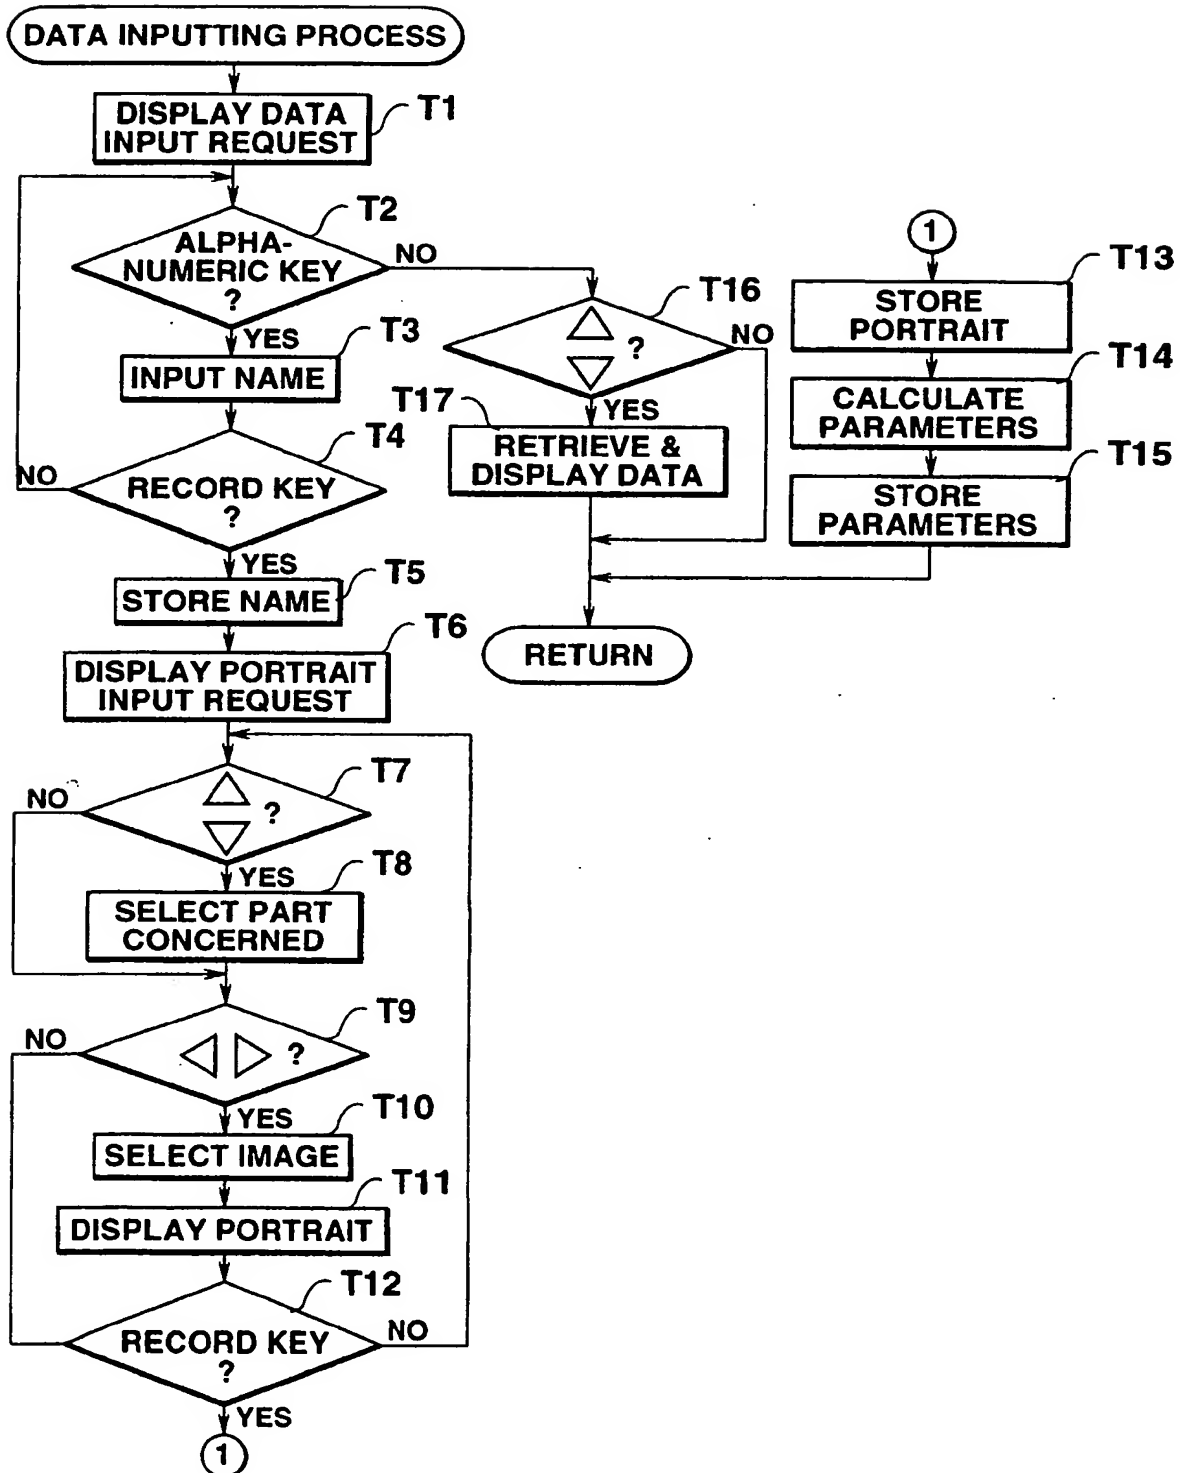 DATA INPUTTING PROCESS
DISPLAY DATA
INPUT REQUEST
T1
T2
ALPHA-
NUMERIC KEY
?
NO
YES
T3
INPUT NAME
T4
RECORD KEY
?
NO
YES
T5
STORE NAME
T6
DISPLAY PORTRAIT
INPUT REQUEST
T7
?
NO
YES
T8
SELECT PART
CONCERNED
T9
?
NO
YES
T10
SELECT IMAGE
T11
DISPLAY PORTRAIT
T12
RECORD KEY
?
NO
YES
1
T16
?
NO
YES
T17
RETRIEVE &
DISPLAY DATA
RETURN
1
T13
STORE
PORTRAIT
T14
CALCULATE
PARAMETERS
T15
STORE
PARAMETERS